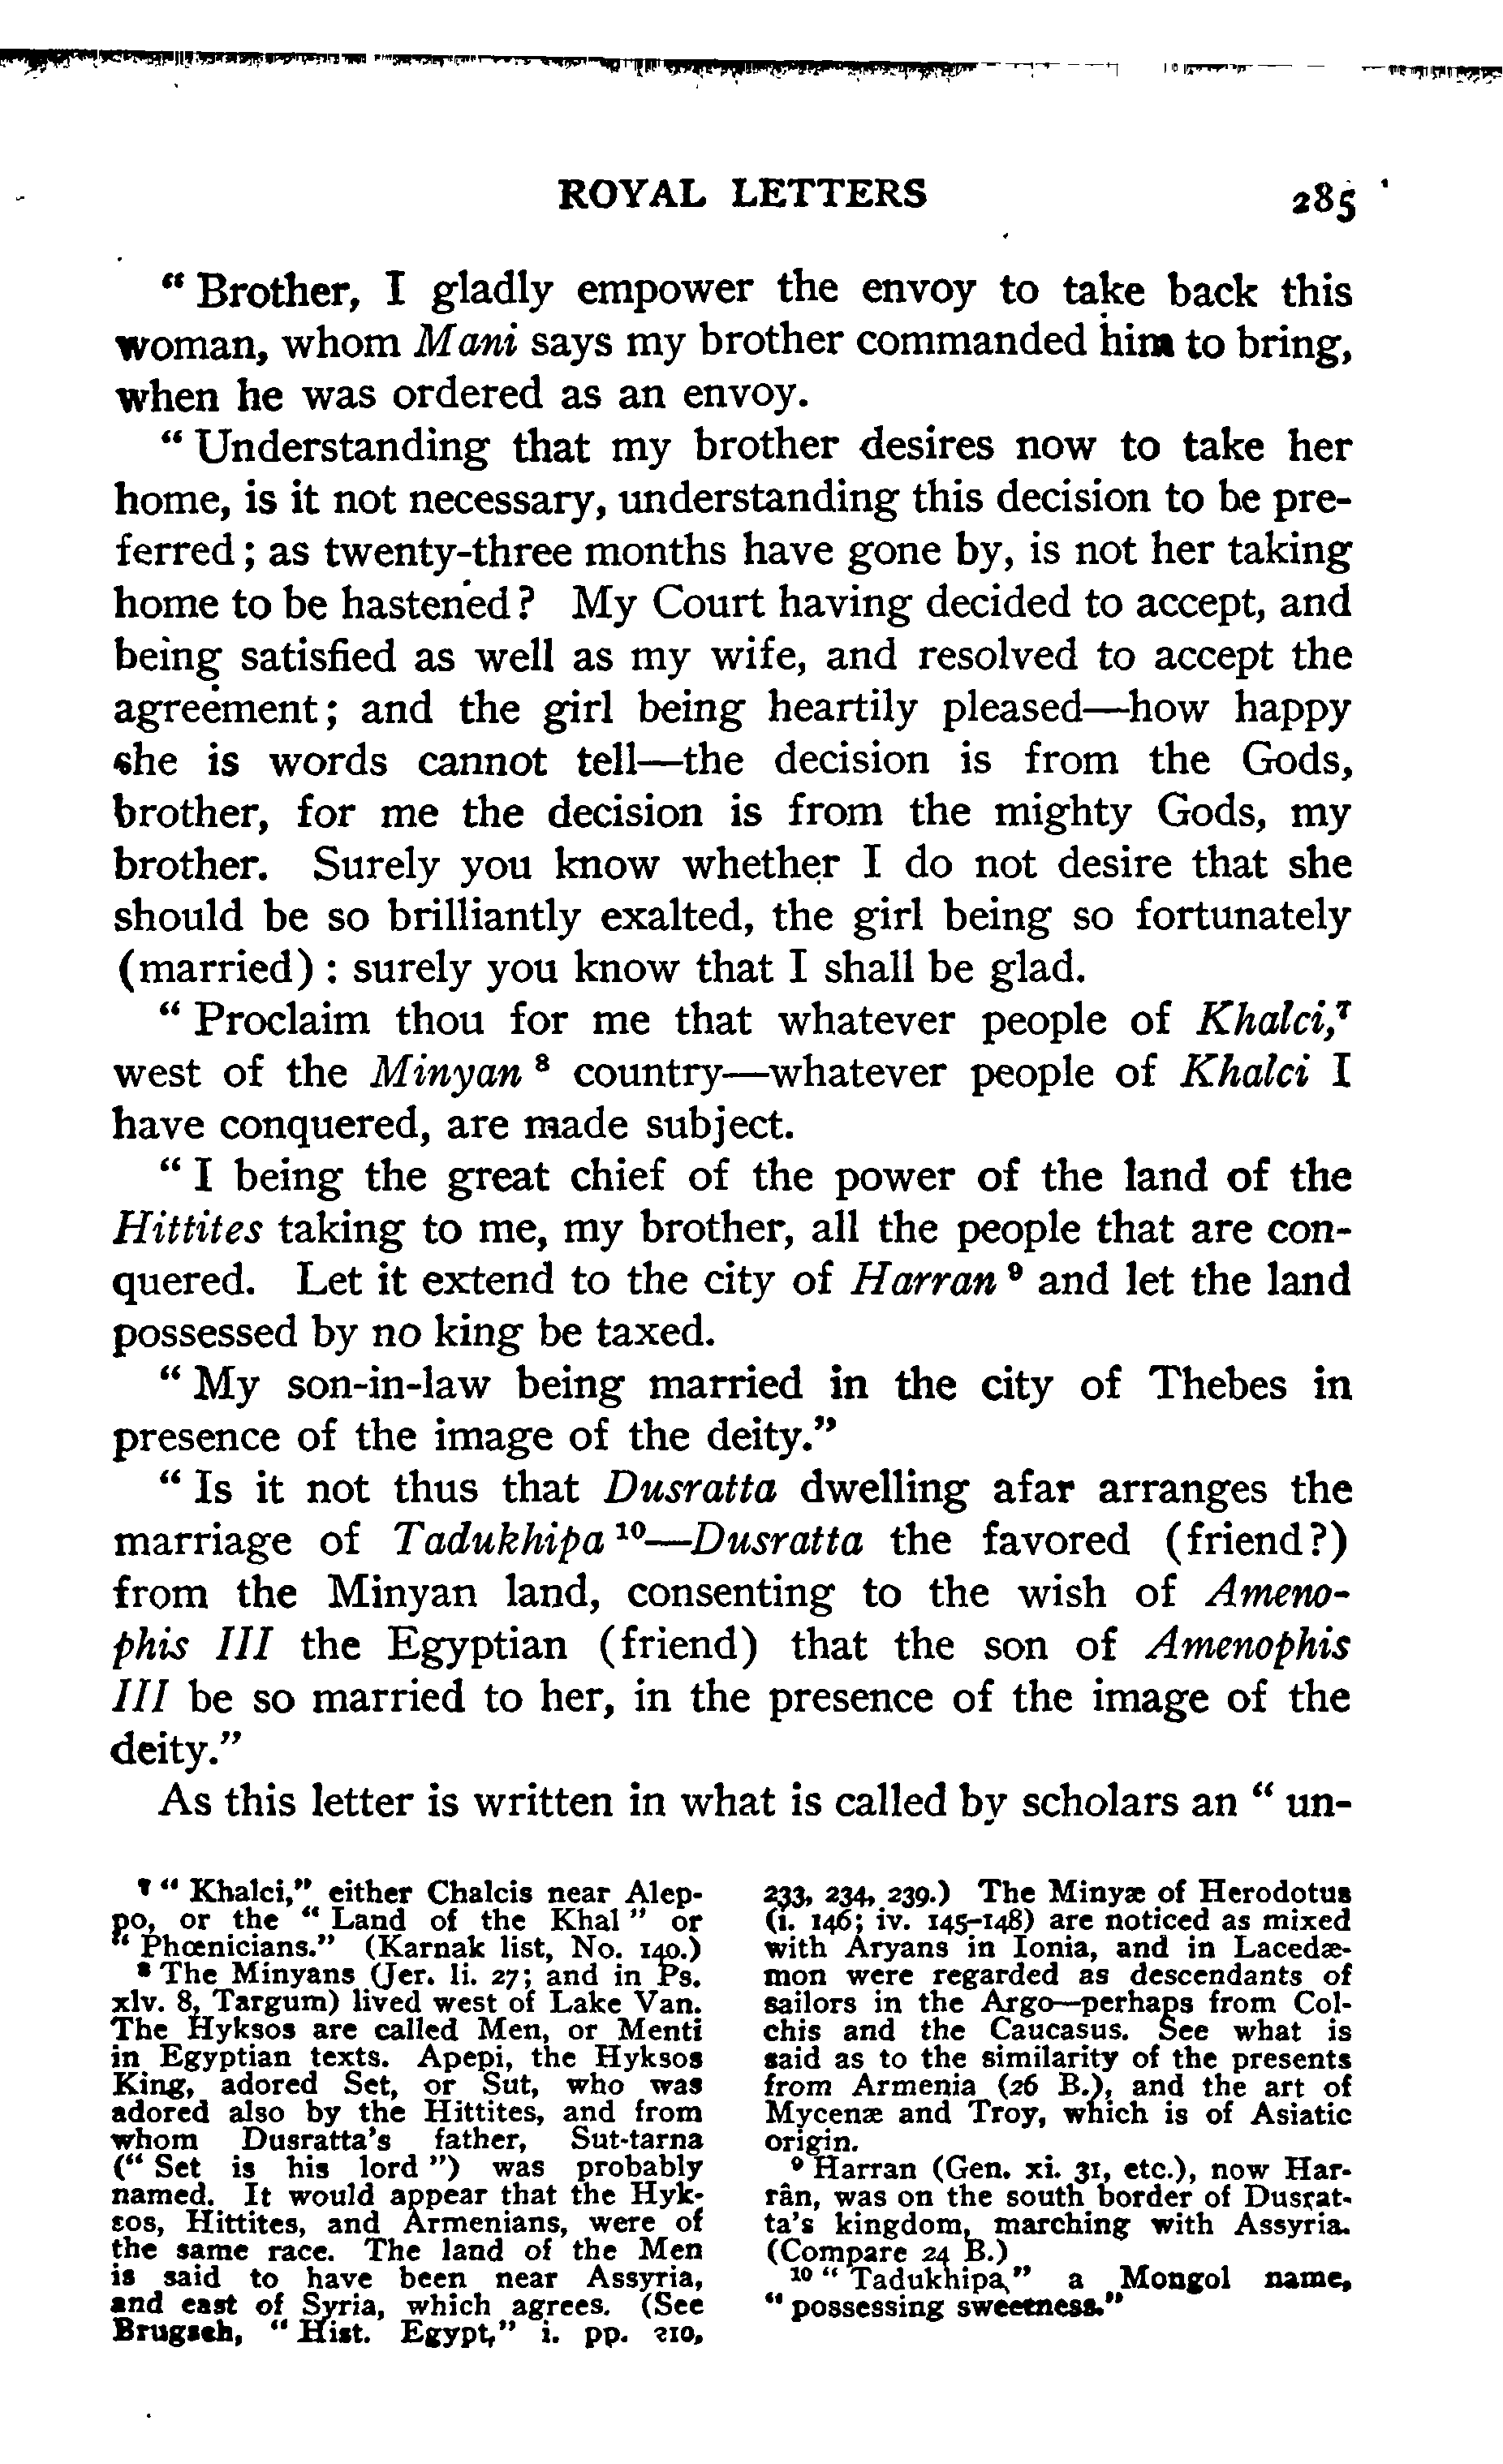 ROYAL LETTERS 285
“ Brother, I gladly empower the envoy to take back this
woman, whom Mani says my brother commanded him to bring,
when he was ordered as an envoy.
“ Understanding that my brother desires now to take her
home, is it not necessary, understanding this decision to be pre-
ferred ; as twenty-three months have gone by, is not her taking
home to be hastened ? My Court having decided to accept, and
being satisfied as well as my wife, and resolved to accept the
agreement ; and the girl being heartily pleased—how happy
she is words cannot tell—the decision is from the Gods,
brother, for me the decision is from the mighty Gods, my
brother. Surely you know whether I do not desire that she
should be so brilliantly exalted, the girl being so fortunately
(married) : surely you know that I shall be glad.
“ Proclaim thou for me that whatever people of Khalci,⁷
west of the Minyan ⁸ country—whatever people of Khalci I
have conquered, are made subject.
“ I being the great chief of the power of the land of the
Hittites taking to me, my brother, all the people that are con-
quered. Let it extend to the city of Harran ⁹ and let the land
possessed by no king be taxed.
“ My son-in-law being married in the city of Thebes in
presence of the image of the deity.”
“ Is it not thus that Dusratta dwelling afar arranges the
marriage of Tadukhipa ¹⁰—Dusratta the favored (friend?)
from the Minyan land, consenting to the wish of Ameno-
phis III the Egyptian (friend) that the son of Amenophis
III be so married to her, in the presence of the image of the
deity.”
As this letter is written in what is called by scholars an “ un-
⁷ “ Khalci,” either Chalcis near Alep-
po, or the “ Land of the Khal ” or
“ Phœnicians.” (Karnak list, No. 140.)
⁸ The Minyans (Jer. li. 27; and in Ps.
xlv. 8, Targum) lived west of Lake Van.
The Hyksos are called Men, or Menti
in Egyptian texts. Apepi, the Hyksos
King, adored Set, or Sut, who was
adored also by the Hittites, and from
whom Dusratta’s father, Sut-tarna
(“ Set is his lord ”) was probably
named. It would appear that the Hyk-
sos, Hittites, and Armenians, were of
the same race. The land of the Men
is said to have been near Assyria,
and east of Syria, which agrees. (See
Brugsch, “ Hist. Egypt,” i. pp. 210,
233, 234, 239.) The Minyæ of Herodotus
(i. 146; iv. 145-148) are noticed as mixed
with Aryans in Ionia, and in Lacedæ-
mon were regarded as descendants of
sailors in the Argo—perhaps from Col-
chis and the Caucasus. See what is
said as to the similarity of the presents
from Armenia (26 B.), and the art of
Mycenæ and Troy, which is of Asiatic
origin.
⁹ Harran (Gen. xi. 31, etc.), now Har-
rân, was on the south border of Dusrat-
ta’s kingdom, marching with Assyria.
(Compare 24 B.)
¹⁰ “ Tadukhipa,” a Mongol name,
“ possessing sweetness.”